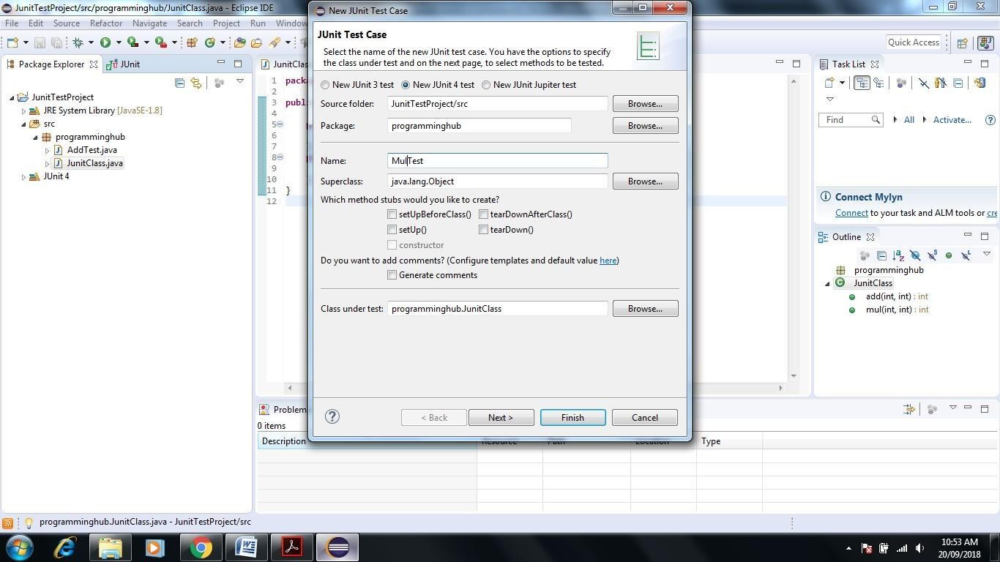 JunitTestProject/src/programminghub/JunitClass.java - Eclipse IDE
File Edit Source Refactor Navigate Search Project Run Window
Quick Access
Package Explorer JUnit
JunitTestProject
JRE System Library [JavaSE-1.8]
src
programminghub
AddTest.java
JunitClass.java
JUnit 4
JunitClas
1 packa
2
3 publi
4
5
6
7
8
9
10
11 }
12
New JUnit Test Case
JUnit Test Case
Select the name of the new JUnit test case. You have the options to specify
the class under test and on the next page, to select methods to be tested.
New JUnit 3 test New JUnit 4 test New JUnit Jupiter test
Source folder: JunitTestProject/src Browse...
Package: programminghub Browse...
Name: MulTest
Superclass: java.lang.Object Browse...
Which method stubs would you like to create?
setUpBeforeClass() tearDownAfterClass()
setUp() tearDown()
constructor
Do you want to add comments? (Configure templates and default value here)
Generate comments
Class under test: programminghub.JunitClass Browse...
? < Back Next > Finish Cancel
Task List
Find All Activate... ?
Connect Mylyn
Connect to your task and ALM tools or cre
Outline
programminghub
JunitClass
add(int, int) : int
mul(int, int) : int
Problem
0 items
Description Resource Path Location Type
programminghub.JunitClass.java - JunitTestProject/src
10:53 AM
20/09/2018